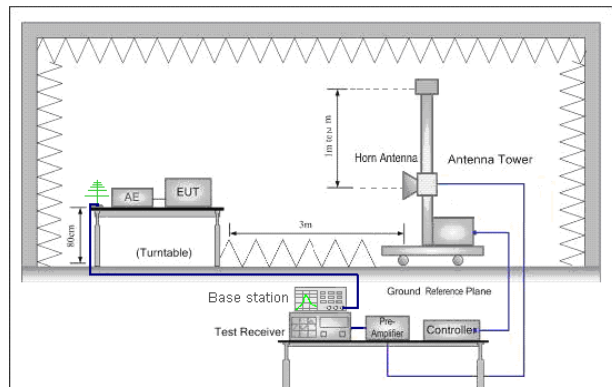 1m to 2 m
Horn Antenna
Antenna Tower
AE
EUT
3m
80cm
(Turntable)
Ground Reference Plane
Base station
Test Receiver
Pre-
Amplifier
Controller